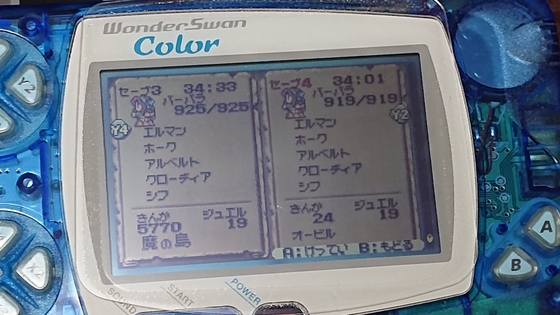 WonderSwan
Color
セーブ3 34:33
バーバラ
925/925
Y4
エルマン
ホーク
アルベルト
クローディア
シフ
きんが ジュエル
5770 19
魔の島
セーブ4 34:01
バーバラ
919/919
Y2
エルマン
ホーク
アルベルト
クローディア
シフ
きんか ジュエル
24 19
オービル
A:けってい B:もどる
SOUND
START
POWER
Y2
A
B